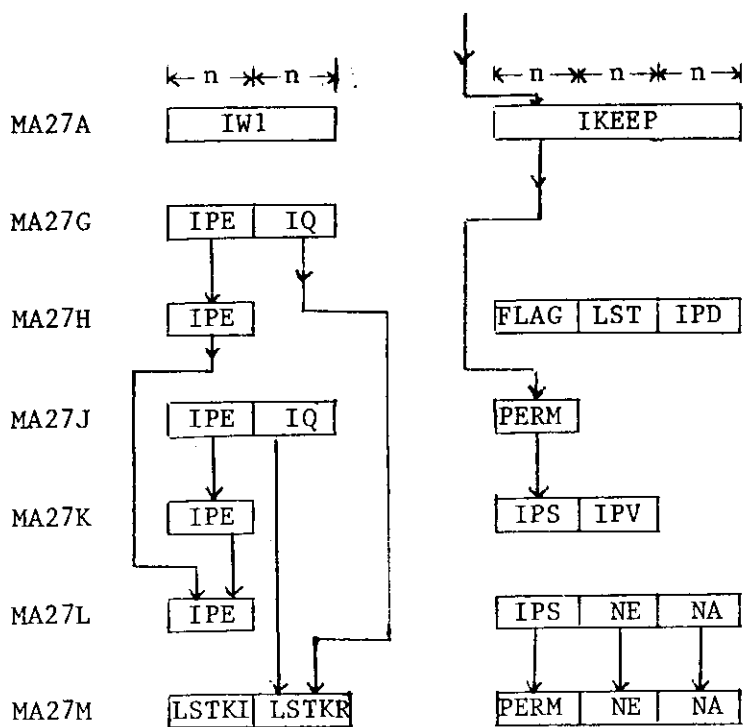 n n n n n
MA27A IW1 IKEEP
MA27G IPE IQ
MA27H IPE FLAG LST IPD
MA27J IPE IQ PERM
MA27K IPE IPS IPV
MA27L IPE IPS NE NA
MA27M LSTKI LSTKR PERM NE NA